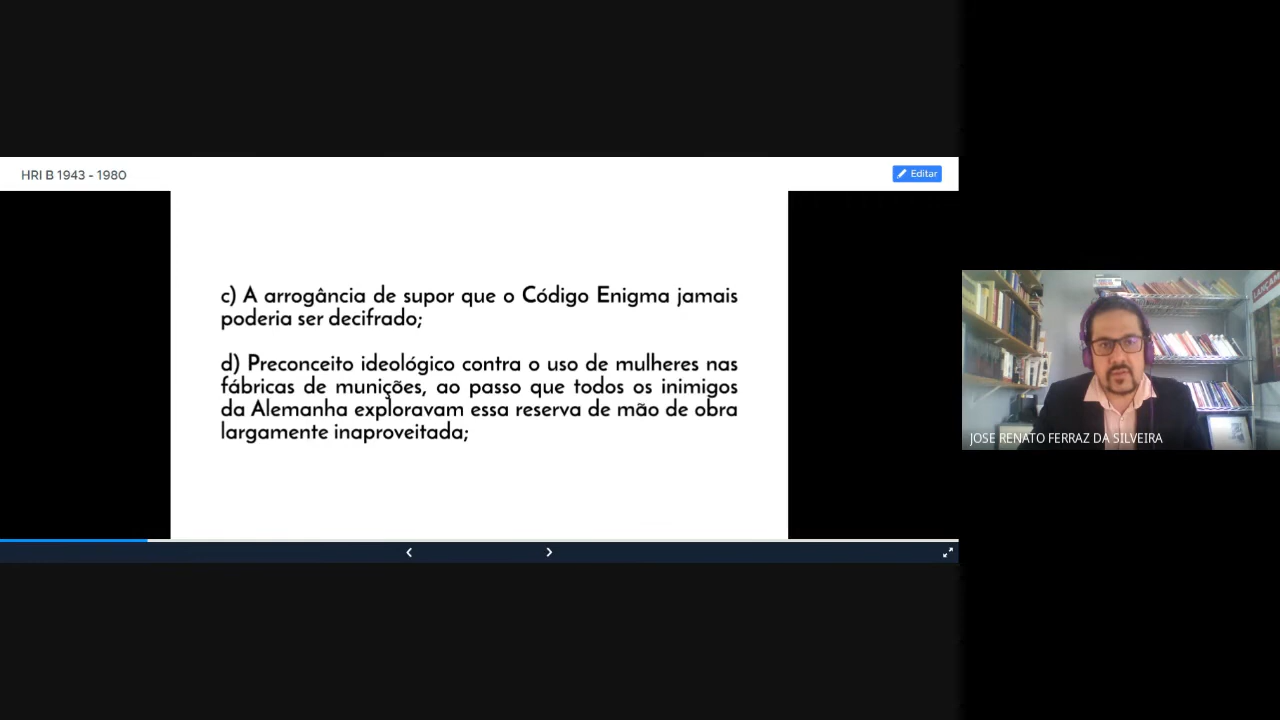 HRI B 1943 - 1980
Editar
c) A arrogância de supor que o Código Enigma jamais
poderia ser decifrado;
d) Preconceito ideológico contra o uso de mulheres nas
fábricas de munições, ao passo que todos os inimigos
da Alemanha exploravam essa reserva de mão de obra
largamente inaproveitada;
JOSE RENATO FERRAZ DA SILVEIRA